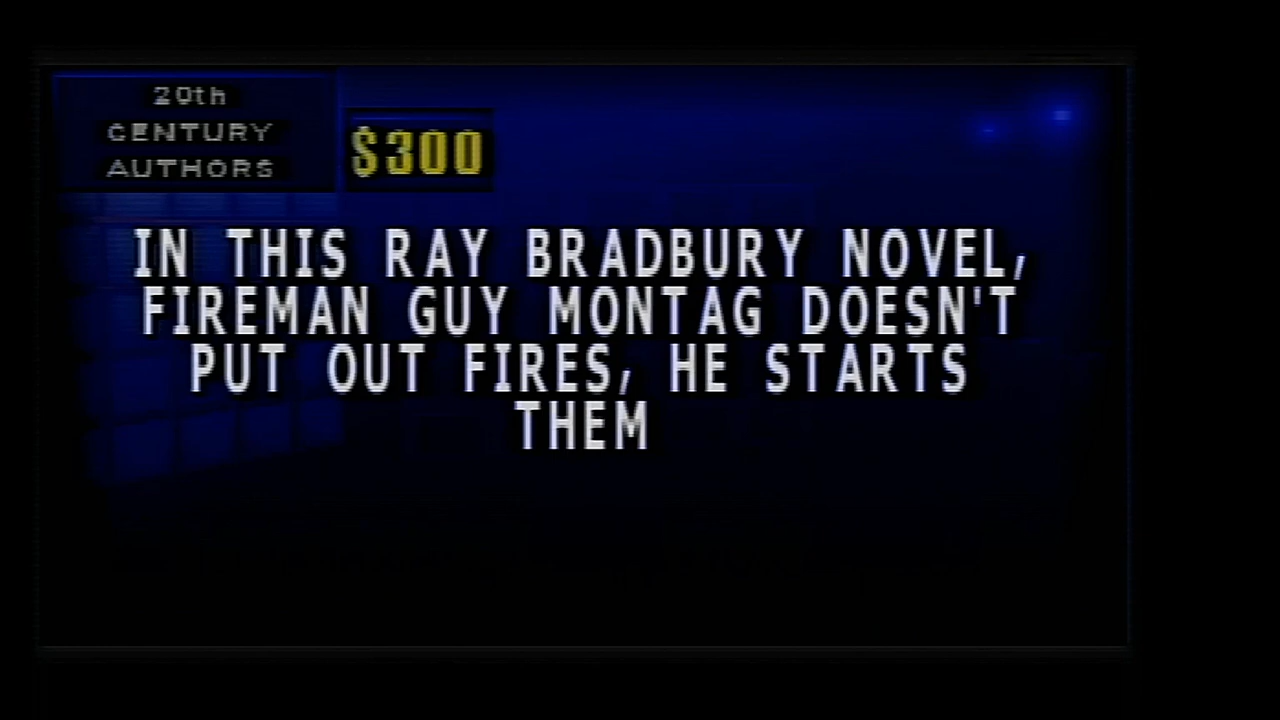 20th
CENTURY
AUTHORS
$300
IN THIS RAY BRADBURY NOVEL,
FIREMAN GUY MONTAG DOESN'T
PUT OUT FIRES, HE STARTS
THEM